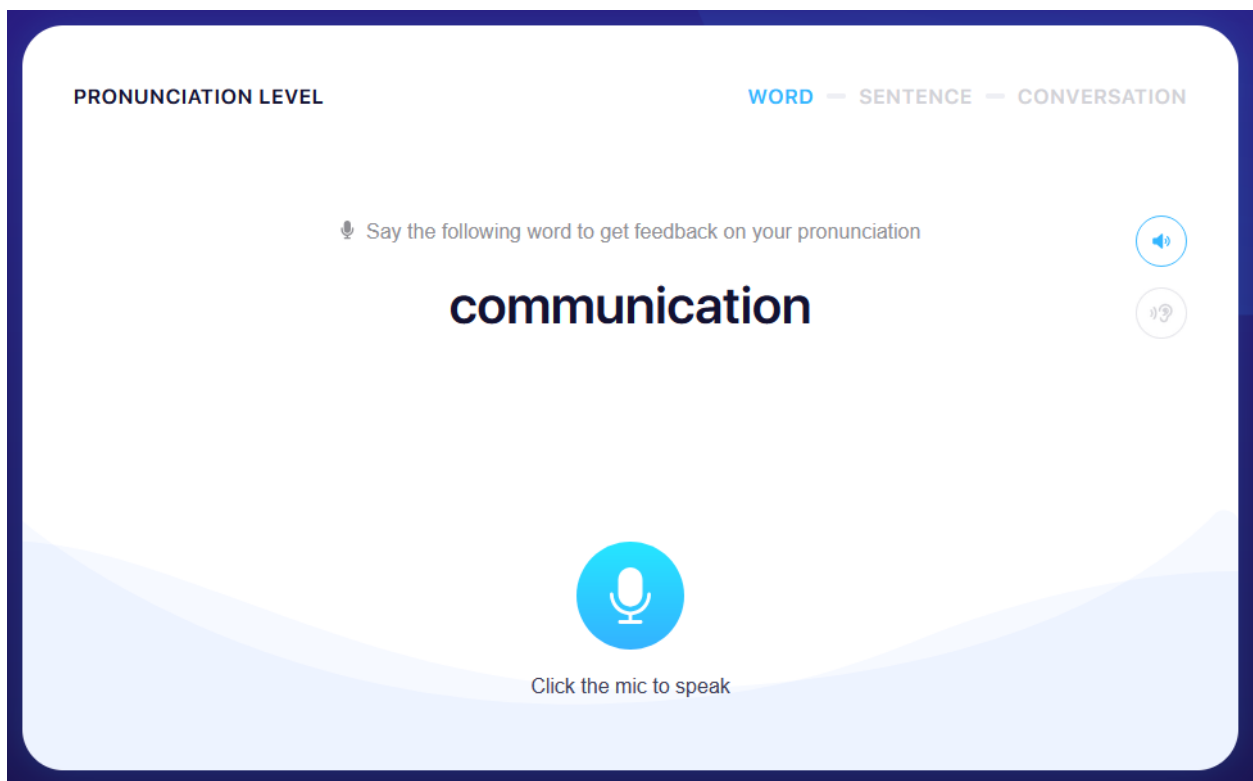 PRONUNCIATION LEVEL
WORD — SENTENCE — CONVERSATION
Say the following word to get feedback on your pronunciation
communication
Click the mic to speak